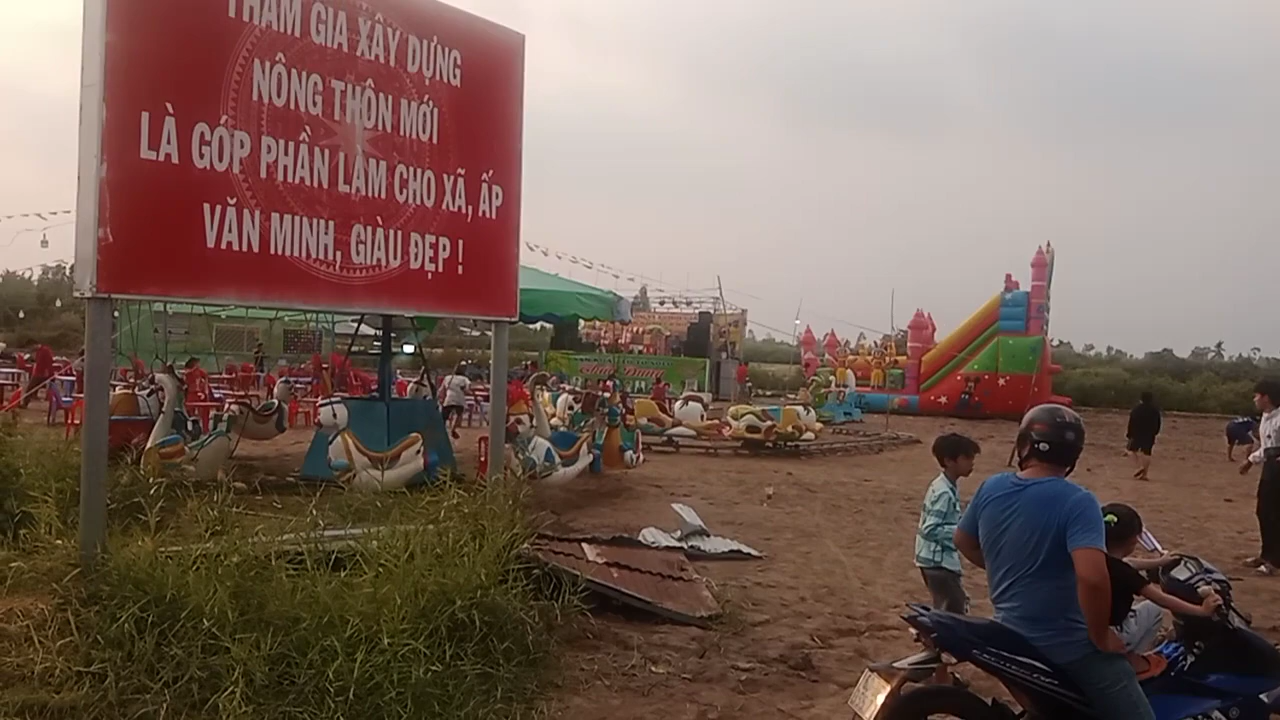 THAM GIA XÂY DỰNG
NÔNG THÔN MỚI
LÀ GÓP PHẦN LÀM CHO XÃ, ẤP
VĂN MINH, GIÀU ĐẸP !